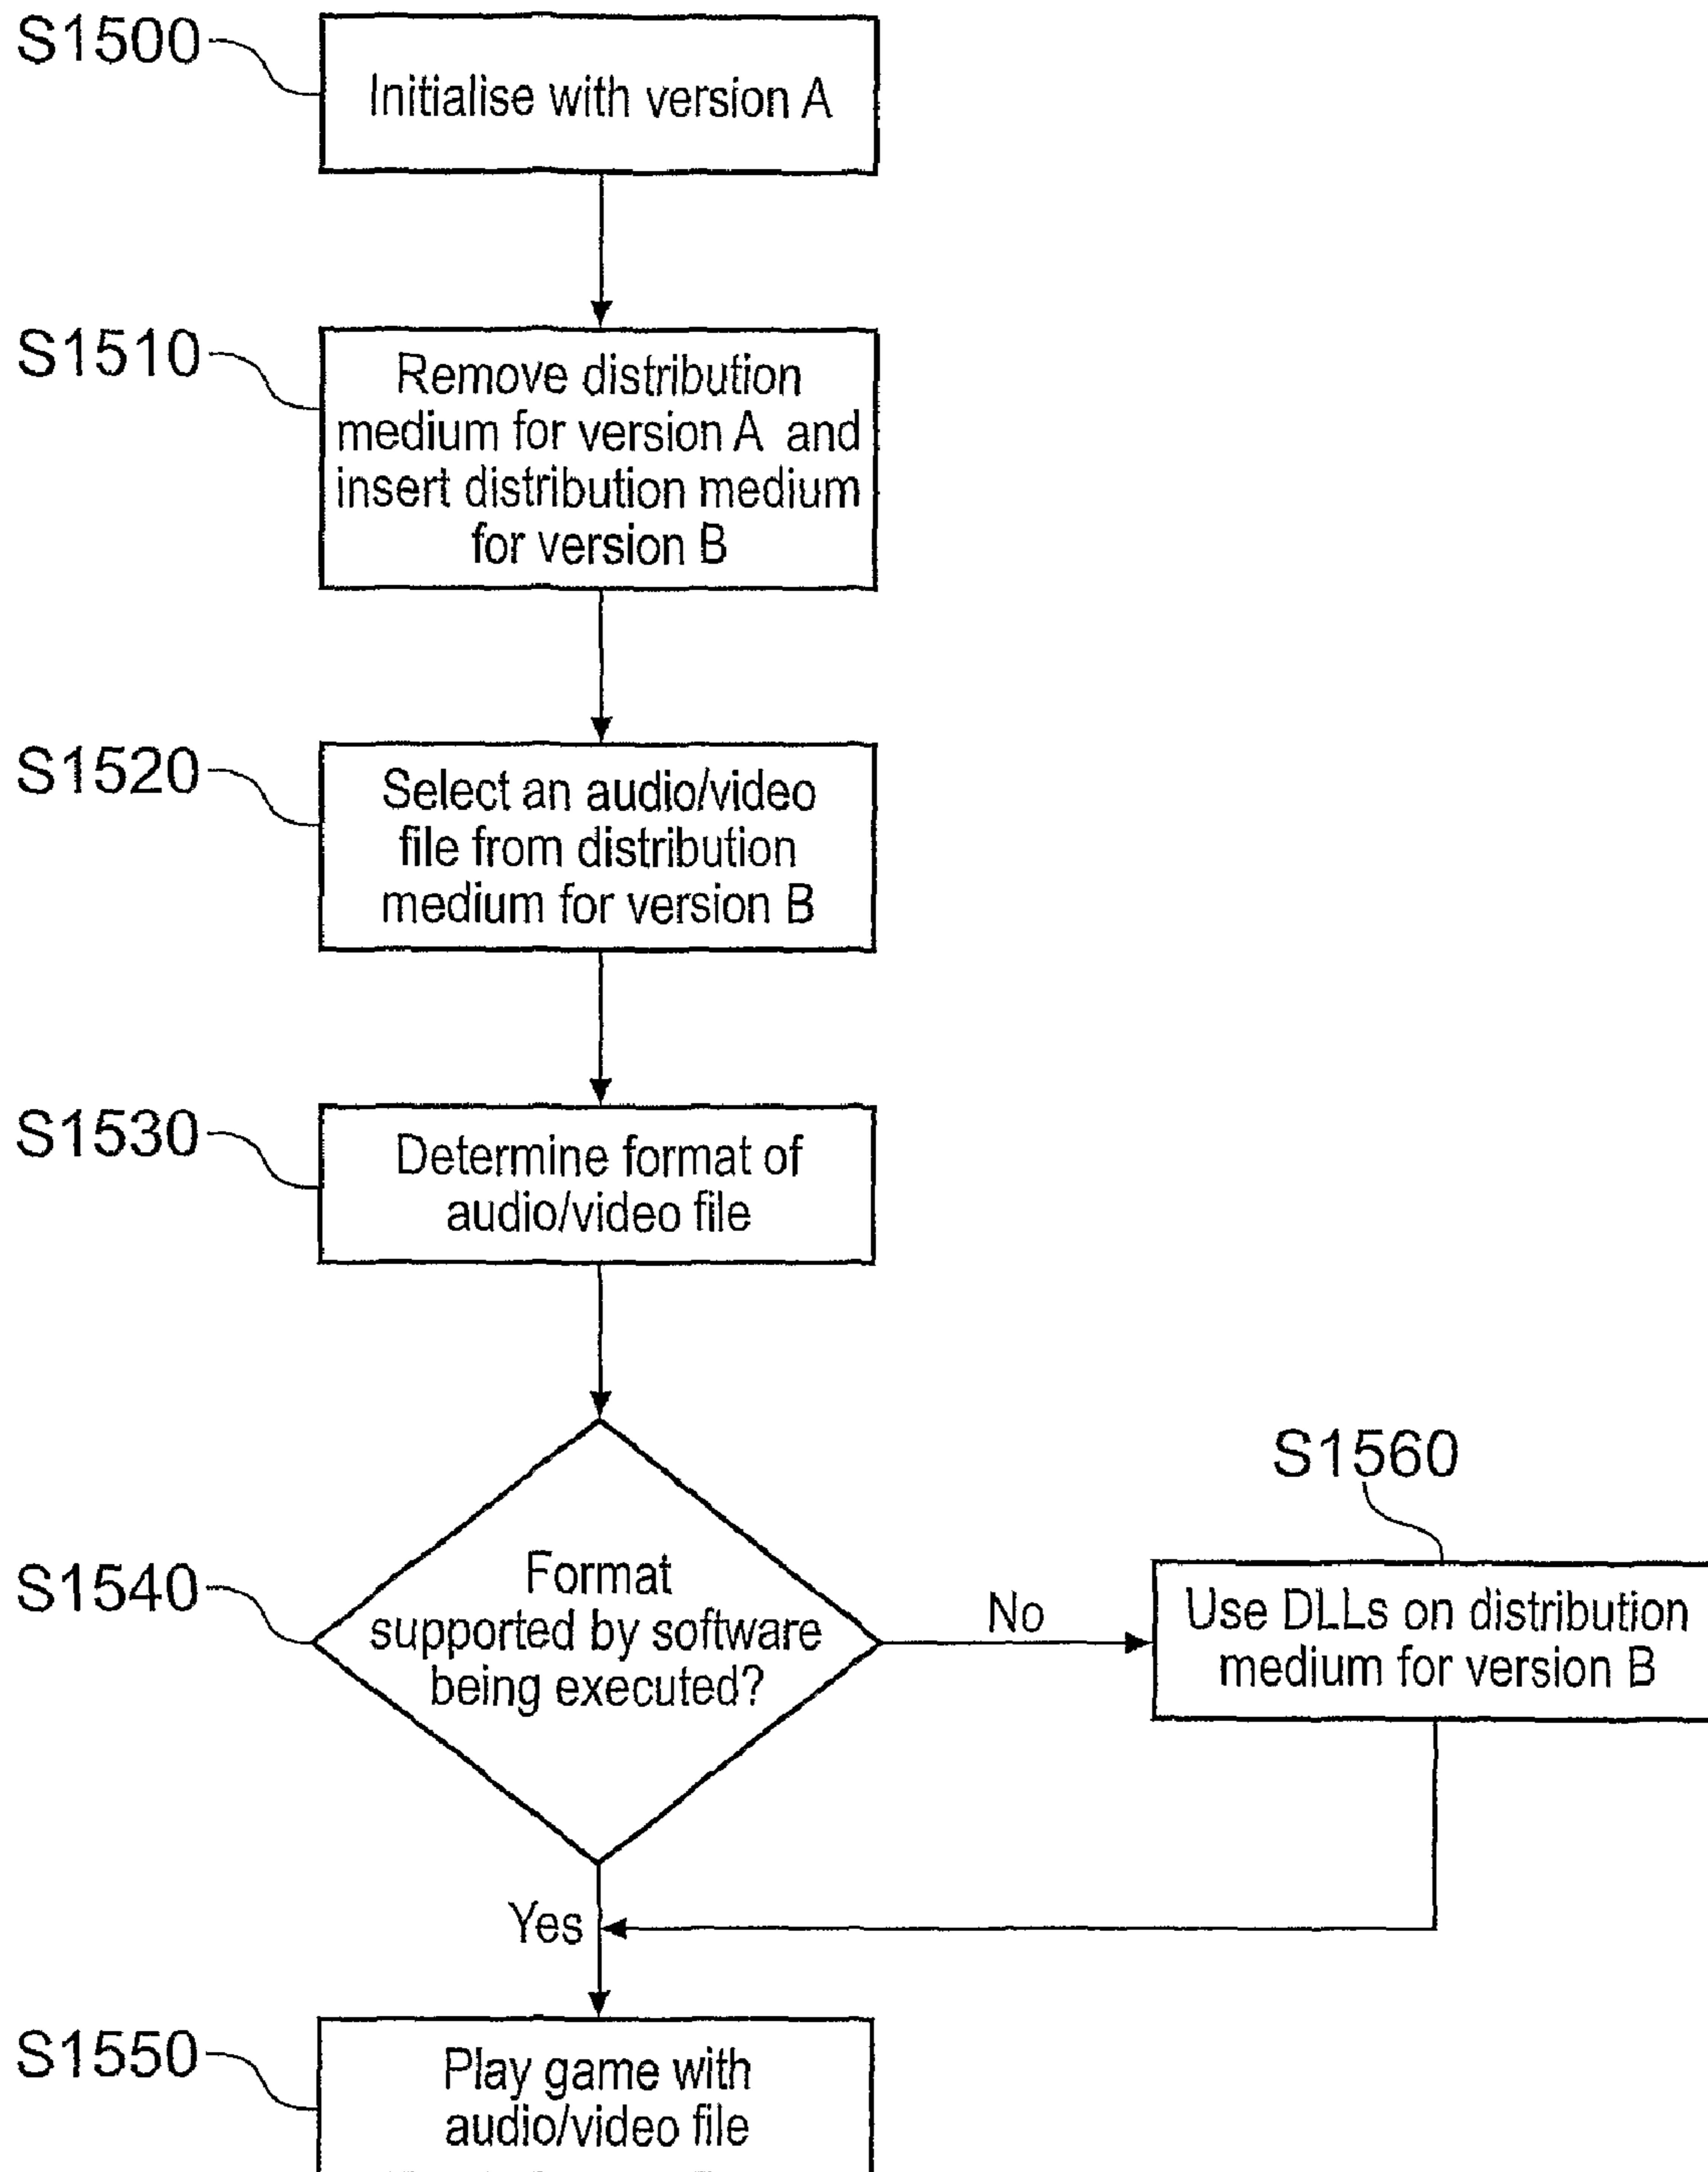 S1500
Initialise with version A
S1510
Remove distribution
medium for version A and
insert distribution medium
for version B
S1520
Select an audio/video
file from distribution
medium for version B
S1530
Determine format of
audio/video file
S1540
Format
supported by software
being executed?
No
S1560
Use DLLs on distribution
medium for version B
Yes
S1550
Play game with
audio/video file